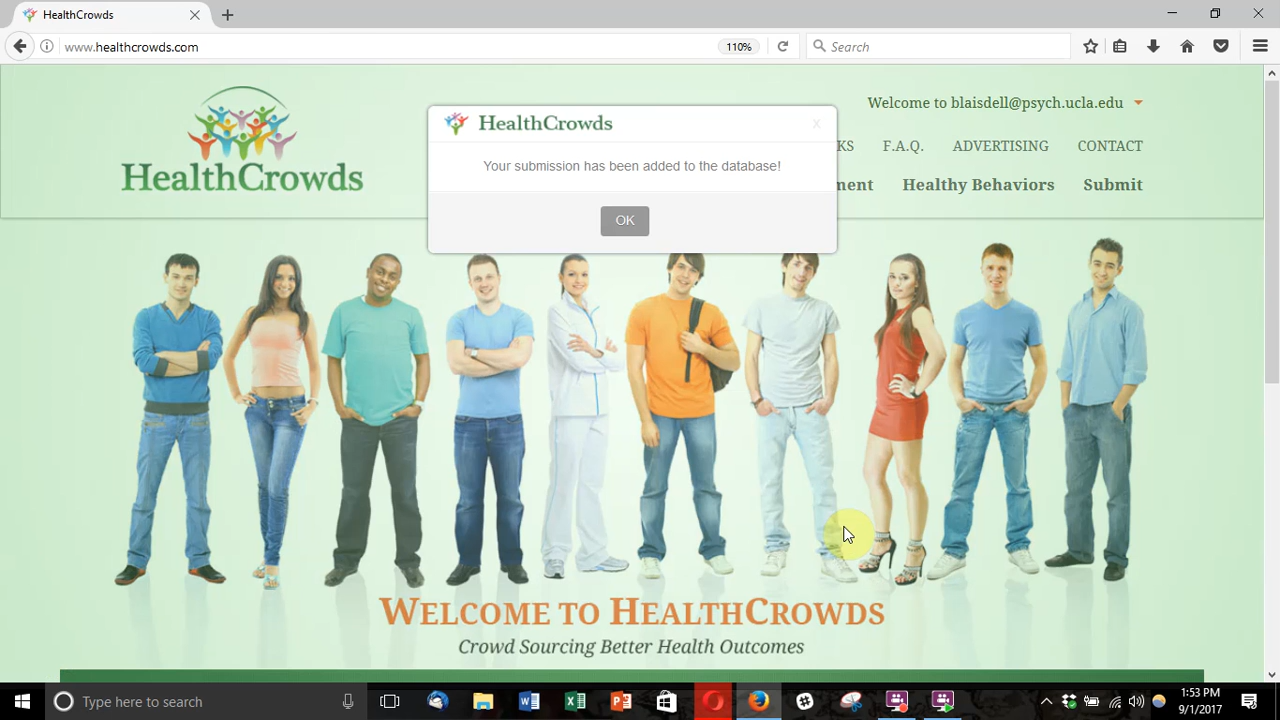 HealthCrowds
www.healthcrowds.com
110%
Search
HealthCrowds
Welcome to blaisdell@psych.ucla.edu
KS F.A.Q. ADVERTISING CONTACT
ment Healthy Behaviors Submit
HealthCrowds
x
Your submission has been added to the database!
OK
WELCOME TO HEALTHCROWDS
Crowd Sourcing Better Health Outcomes
Type here to search
1:53 PM
9/1/2017